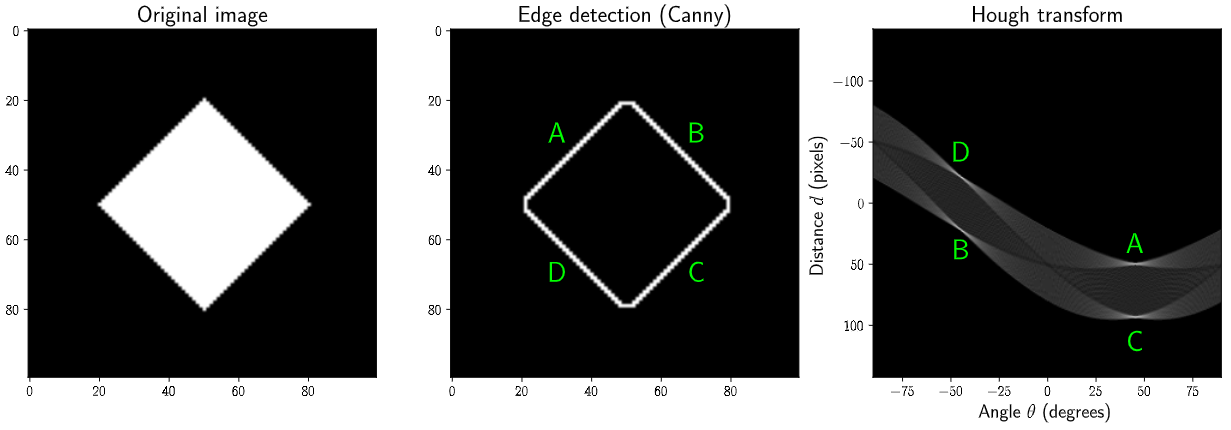 Original image
0
20
40
60
80
0 20 40 60 80
Edge detection (Canny)
0
20
40
60
80
0 20 40 60 80
A
B
D
C
Hough transform
Distance d (pixels)
−100
−50
0
50
100
−75 −50 −25 0 25 50 75
Angle θ (degrees)
D
B
A
C